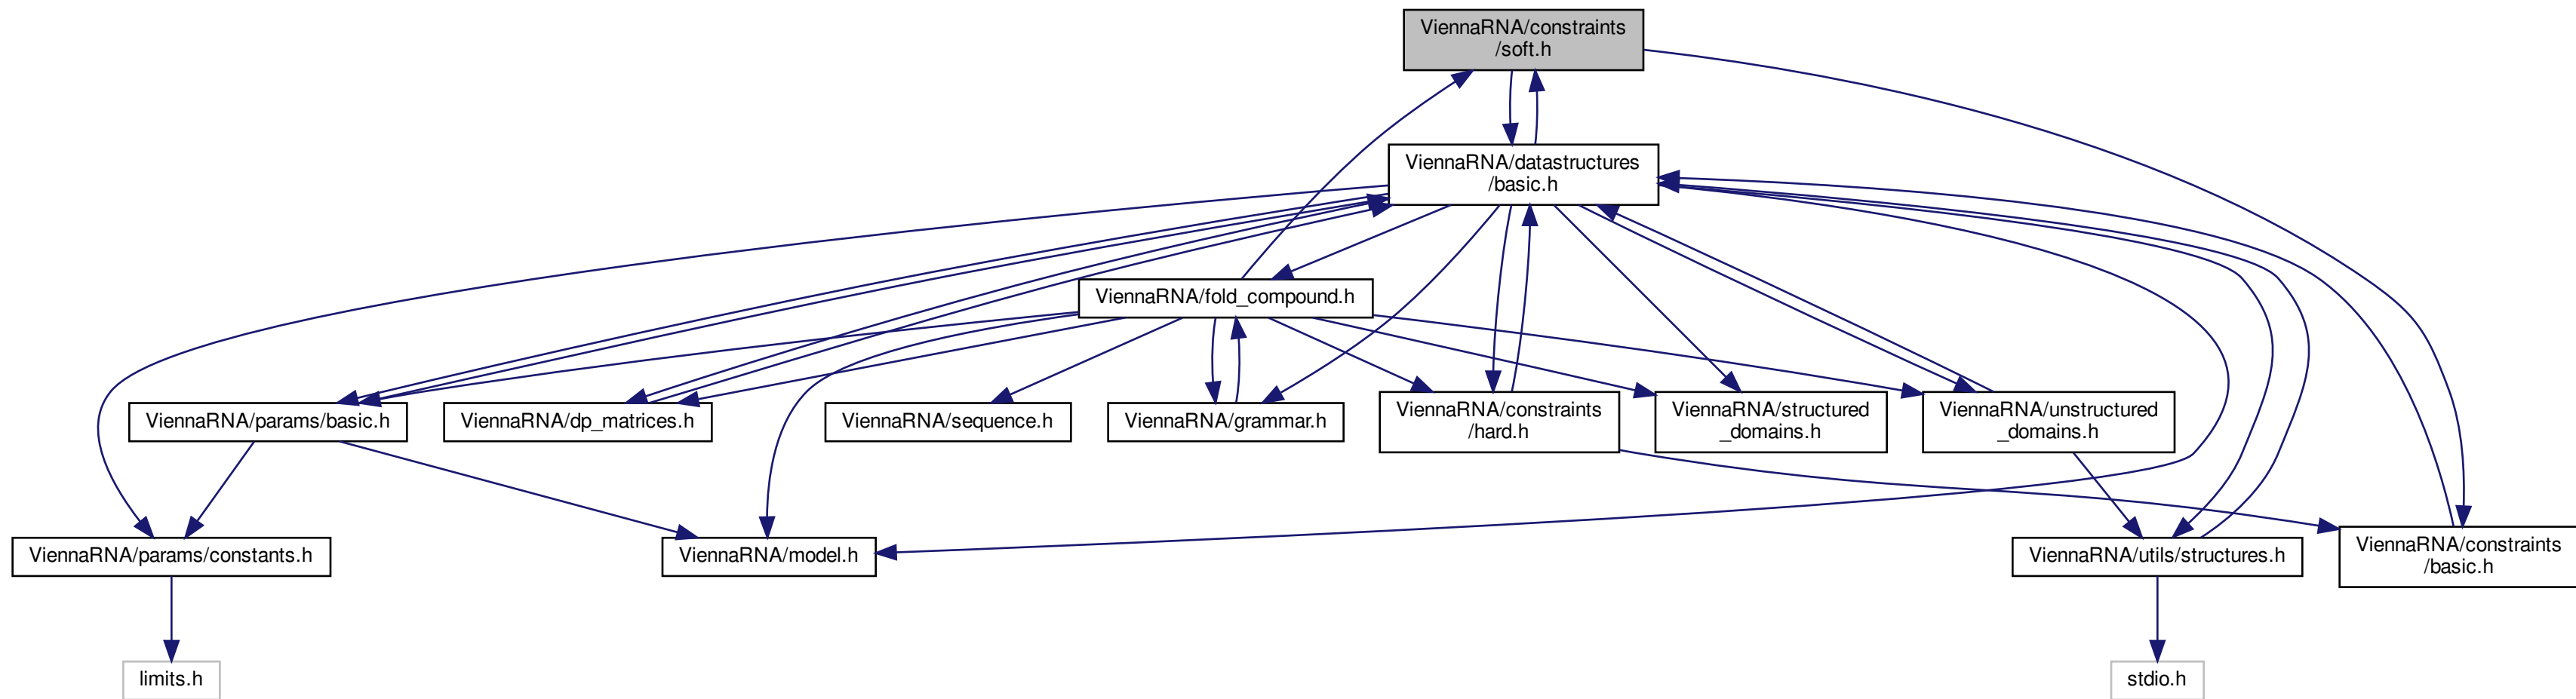 ViennaRNA/constraints
/soft.h
ViennaRNA/datastructures
/basic.h
ViennaRNA/fold_compound.h
ViennaRNA/params/basic.h
ViennaRNA/dp_matrices.h
ViennaRNA/sequence.h
ViennaRNA/grammar.h
ViennaRNA/constraints
/hard.h
ViennaRNA/structured
_domains.h
ViennaRNA/unstructured
_domains.h
ViennaRNA/params/constants.h
ViennaRNA/model.h
ViennaRNA/utils/structures.h
ViennaRNA/constraints
/basic.h
limits.h
stdio.h